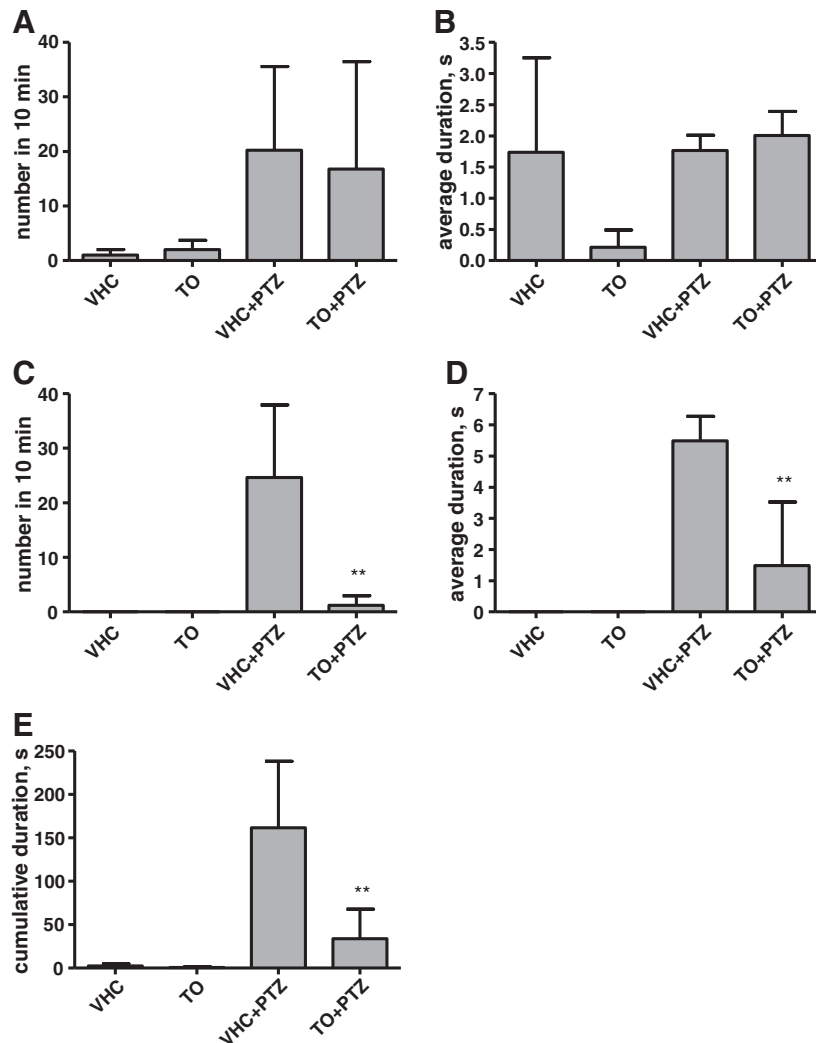 A
number in 10 min
40
30
20
10
0
VHC
TO
VHC+PTZ
TO+PTZ
B
average duration, s
3.5
3.0
2.5
2.0
1.5
1.0
0.5
0.0
VHC
TO
VHC+PTZ
TO+PTZ
C
number in 10 min
40
30
20
10
0
**
VHC
TO
VHC+PTZ
TO+PTZ
D
average duration, s
7
6
5
4
3
2
1
0
**
VHC
TO
VHC+PTZ
TO+PTZ
E
cumulative duration, s
250
200
150
100
50
0
**
VHC
TO
VHC+PTZ
TO+PTZ